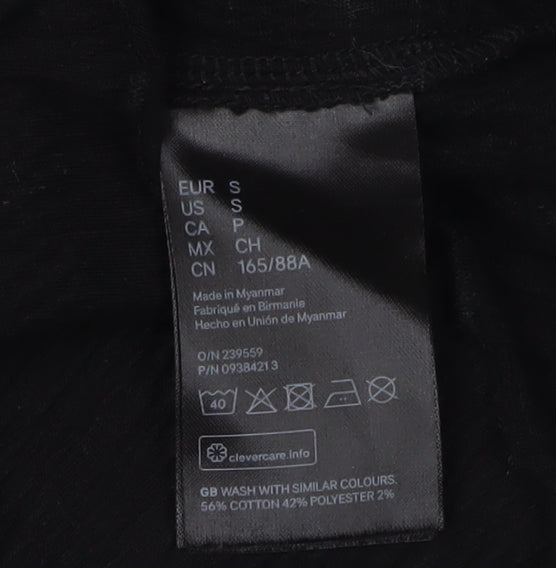 EUR S
US S
CA P
MX CH
CN 165/88A
Made in Myanmar
Fabriqué en Birmanie
Hecho en Unión de Myanmar
O/N 239559
P/N 09384213
40
clevercare.info
GB WASH WITH SIMILAR COLOURS.
56% COTTON 42% POLYESTER 2%